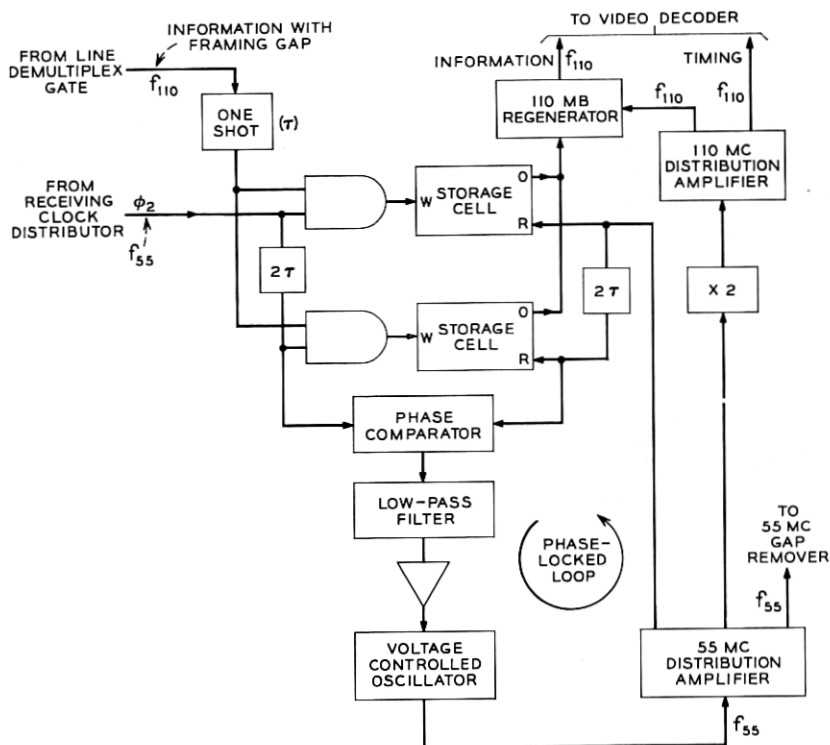 TO VIDEO DECODER
INFORMATION WITH
FRAMING GAP
FROM LINE
DEMULTIPLEX
GATE
f110
INFORMATION
f110
TIMING
f110
f110
ONE
SHOT
(τ)
110 MB
REGENERATOR
110 MC
DISTRIBUTION
AMPLIFIER
FROM
RECEIVING
CLOCK
DISTRIBUTOR
ϕ2
f55
W
STORAGE
CELL
O
R
2τ
2τ
X 2
W
STORAGE
CELL
O
R
PHASE
COMPARATOR
LOW-PASS
FILTER
PHASE-
LOCKED
LOOP
TO
55 MC
GAP
REMOVER
f55
VOLTAGE
CONTROLLED
OSCILLATOR
55 MC
DISTRIBUTION
AMPLIFIER
f55